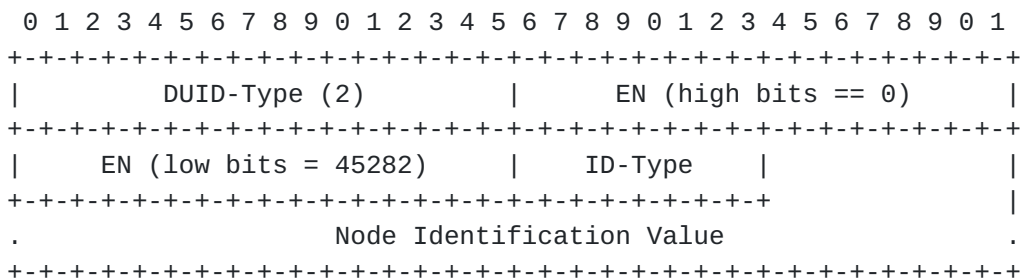 0 1 2 3 4 5 6 7 8 9 0 1 2 3 4 5 6 7 8 9 0 1 2 3 4 5 6 7 8 9 0 1
+-+-+-+-+-+-+-+-+-+-+-+-+-+-+-+-+-+-+-+-+-+-+-+-+-+-+-+-+-+-+-+-+
|         DUID-Type (2)         |        EN (high bits == 0)      |
+-+-+-+-+-+-+-+-+-+-+-+-+-+-+-+-+-+-+-+-+-+-+-+-+-+-+-+-+-+-+-+-+
|     EN (low bits = 45282)     |    ID-Type    |               |
+-+-+-+-+-+-+-+-+-+-+-+-+-+-+-+-+-+-+-+-+-+-+-+-+               |
.                    Node Identification Value                  .
+-+-+-+-+-+-+-+-+-+-+-+-+-+-+-+-+-+-+-+-+-+-+-+-+-+-+-+-+-+-+-+-+